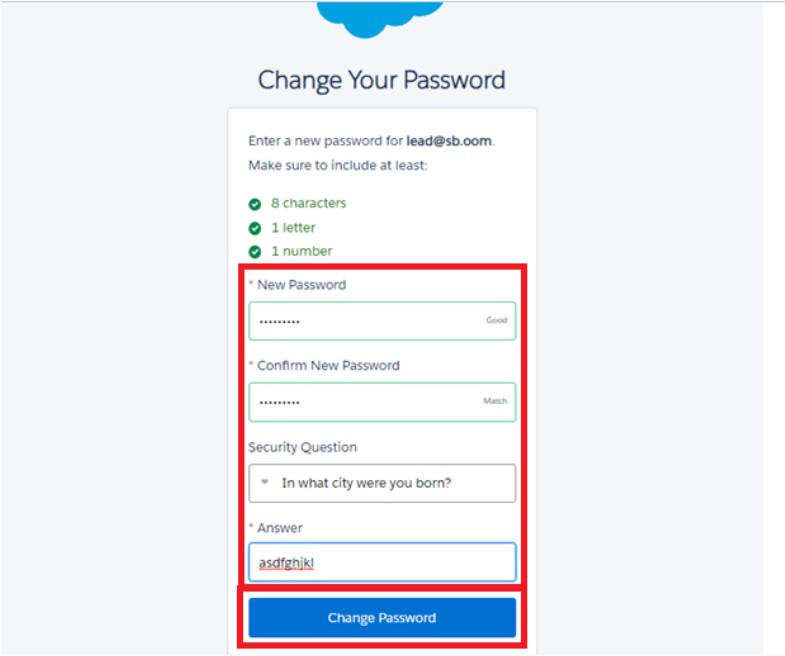 Change Your Password
Enter a new password for lead@sb.oom.
Make sure to include at least:
8 characters
1 letter
1 number
* New Password
••••••••• Good
* Confirm New Password
••••••••• Match
Security Question
In what city were you born?
* Answer
asdfghjkl
Change Password